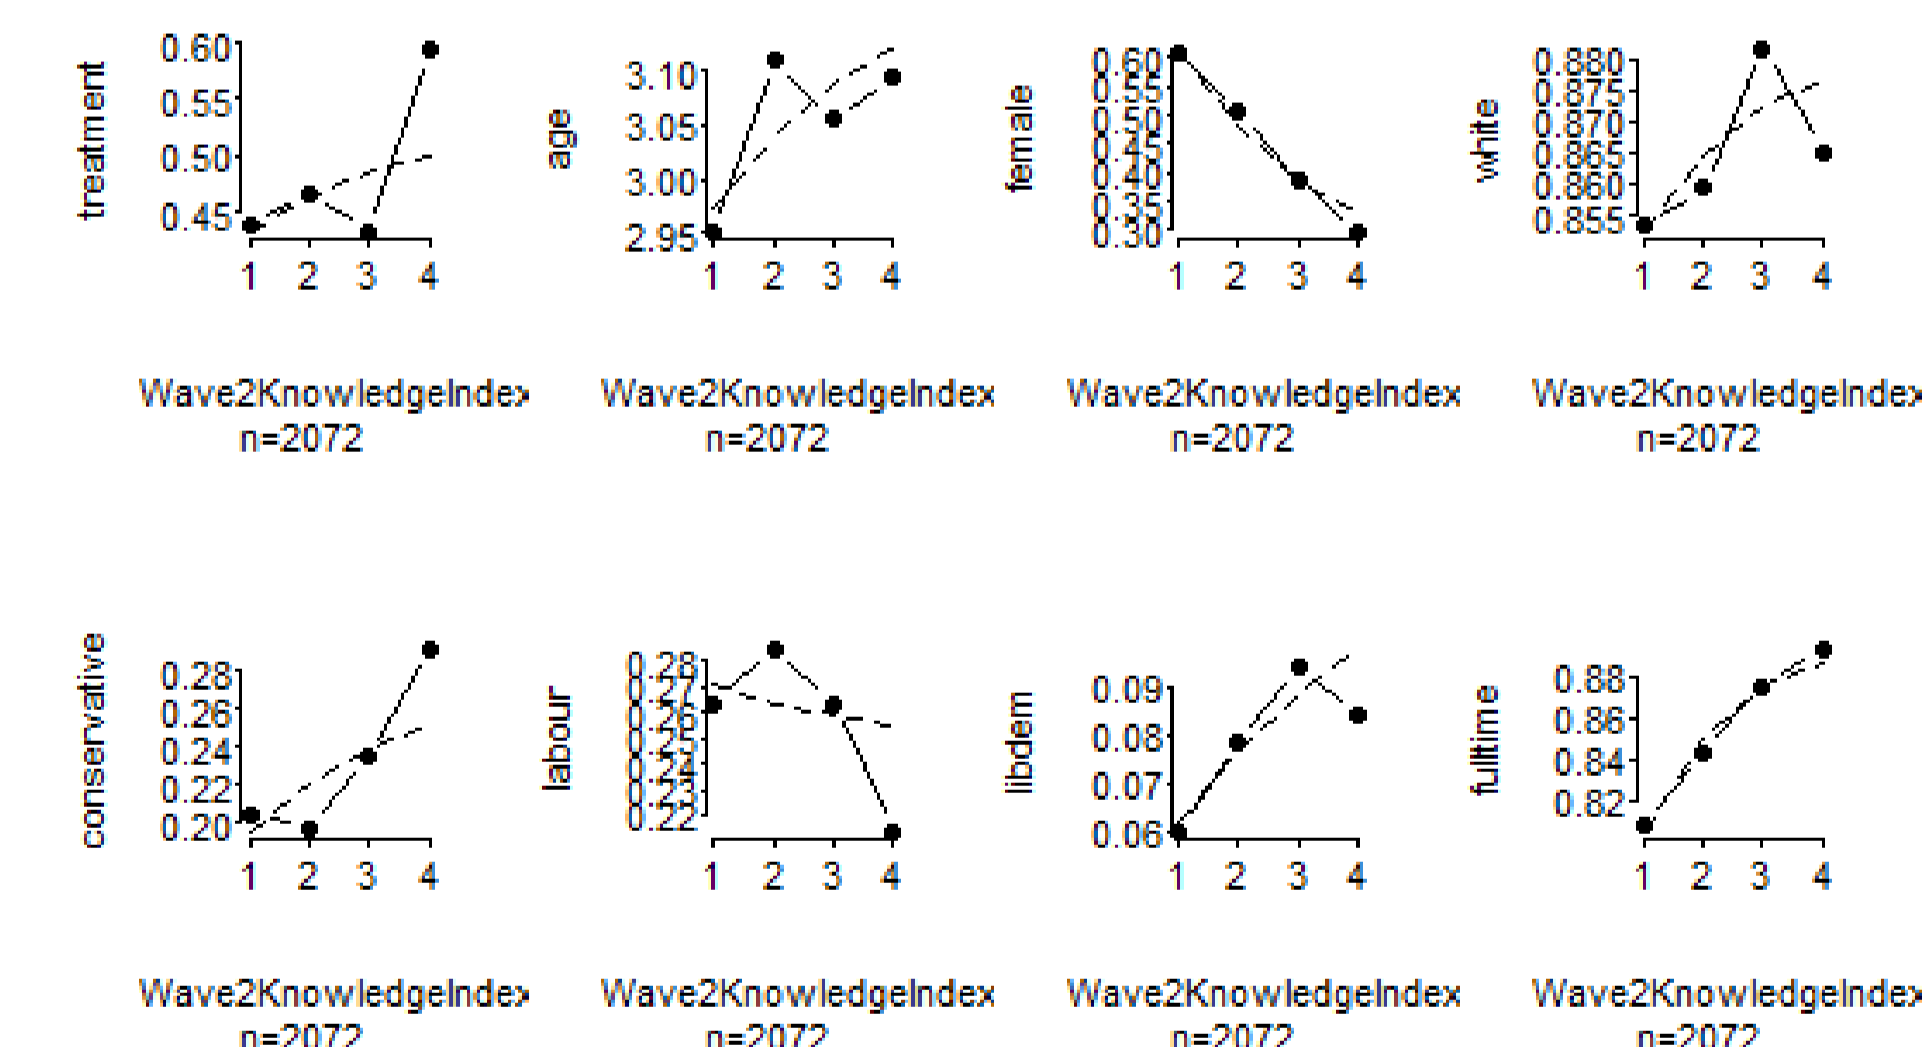 treatment
0.60
0.55
0.50
0.45
1 2 3 4
Wave2KnowledgeIndex
n=2072
age
3.10
3.05
3.00
2.95
1 2 3 4
Wave2KnowledgeIndex
n=2072
female
0.60
0.55
0.50
0.45
0.40
0.35
0.30
1 2 3 4
Wave2KnowledgeIndex
n=2072
white
0.880
0.875
0.870
0.865
0.860
0.855
1 2 3 4
Wave2KnowledgeIndex
n=2072
conservative
0.28
0.26
0.24
0.22
0.20
1 2 3 4
Wave2KnowledgeIndex
n=2072
labour
0.28
0.27
0.26
0.25
0.24
0.23
0.22
1 2 3 4
Wave2KnowledgeIndex
n=2072
libdem
0.09
0.08
0.07
0.06
1 2 3 4
Wave2KnowledgeIndex
n=2072
fulltime
0.88
0.86
0.84
0.82
1 2 3 4
Wave2KnowledgeIndex
n=2072